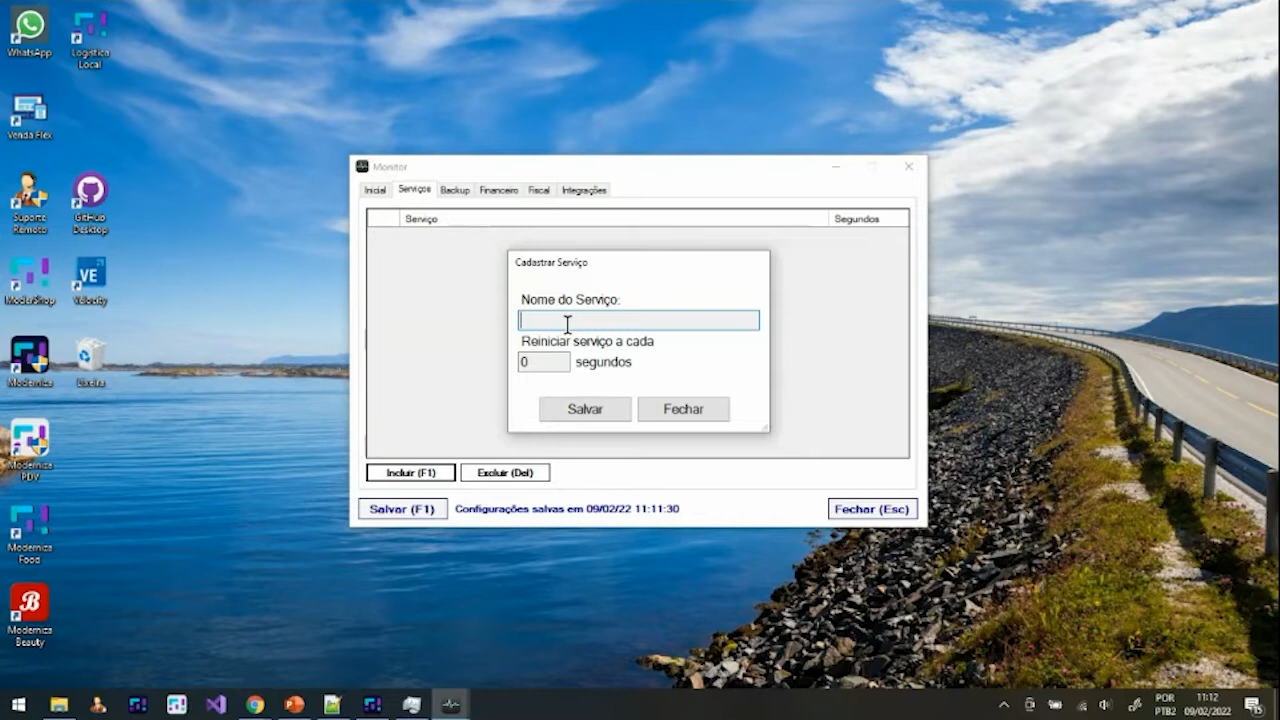 WhatsApp
Logistica
Local
Venda Flex
Suporte
Remoto
GitHub
Desktop
ModerShop
VE
Velocity
Moderniza
Lixeira
Moderniza
PDV
Moderniza
Food
B
Moderniza
Beauty
Monitor
Inicial Serviços Backup Financeiro Fiscal Integrações
Serviço Segundos
Cadastrar Serviço
Nome do Serviço:
Reiniciar serviço a cada
0 segundos
Salvar Fechar
Incluir (F1) Excluir (Del)
Salvar (F1) Configurações salvas em 09/02/22 11:11:30 Fechar (Esc)
POR 11:12
PTB2 09/02/2022